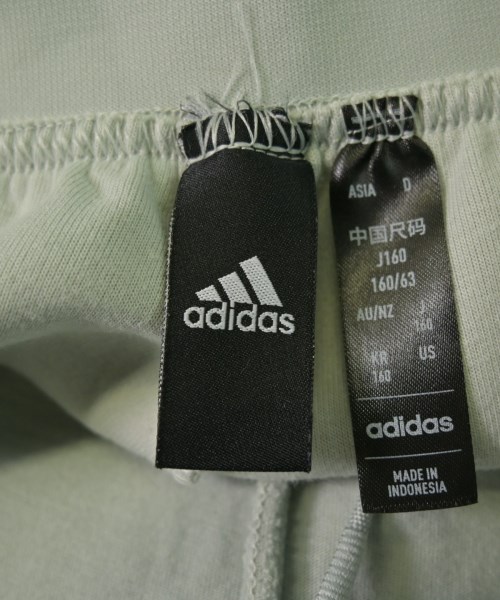 adidas
ASIA D
中国尺码
J160
160/63
AU/NZ J
160
KR US
160
adidas
MADE IN
INDONESIA